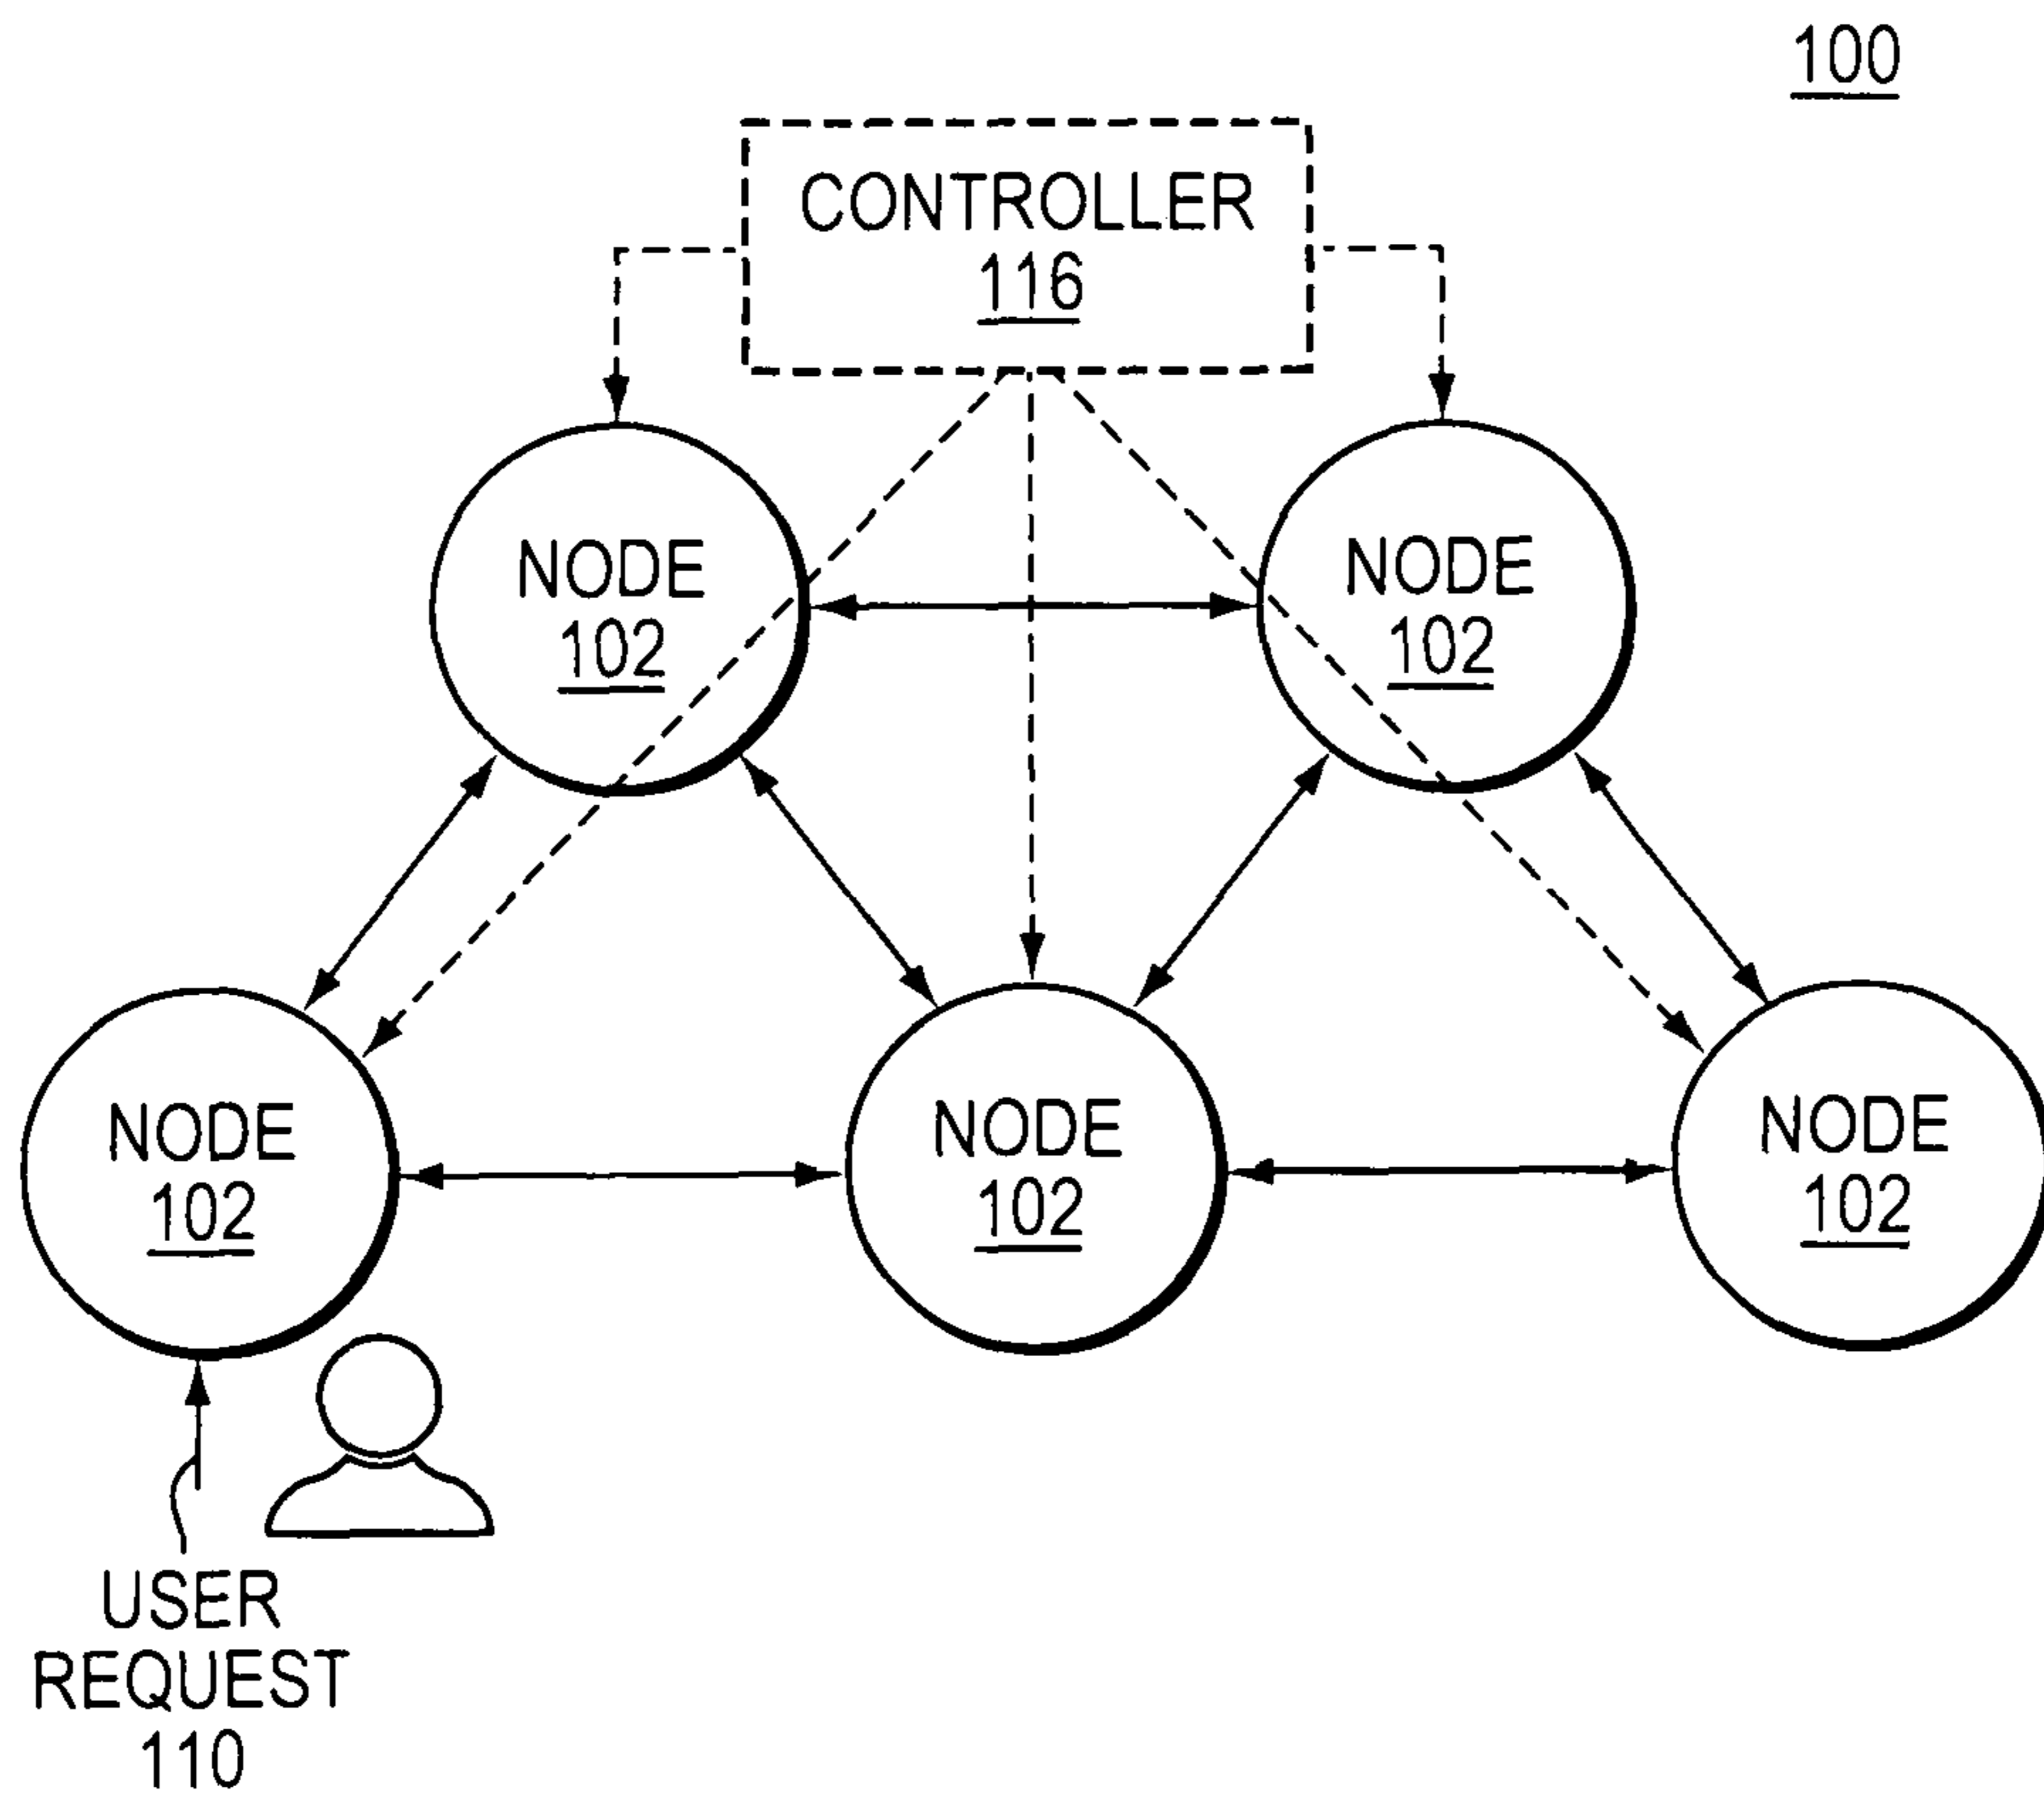 100
CONTROLLER
116
NODE
102
NODE
102
NODE
102
NODE
102
NODE
102
USER
REQUEST
110